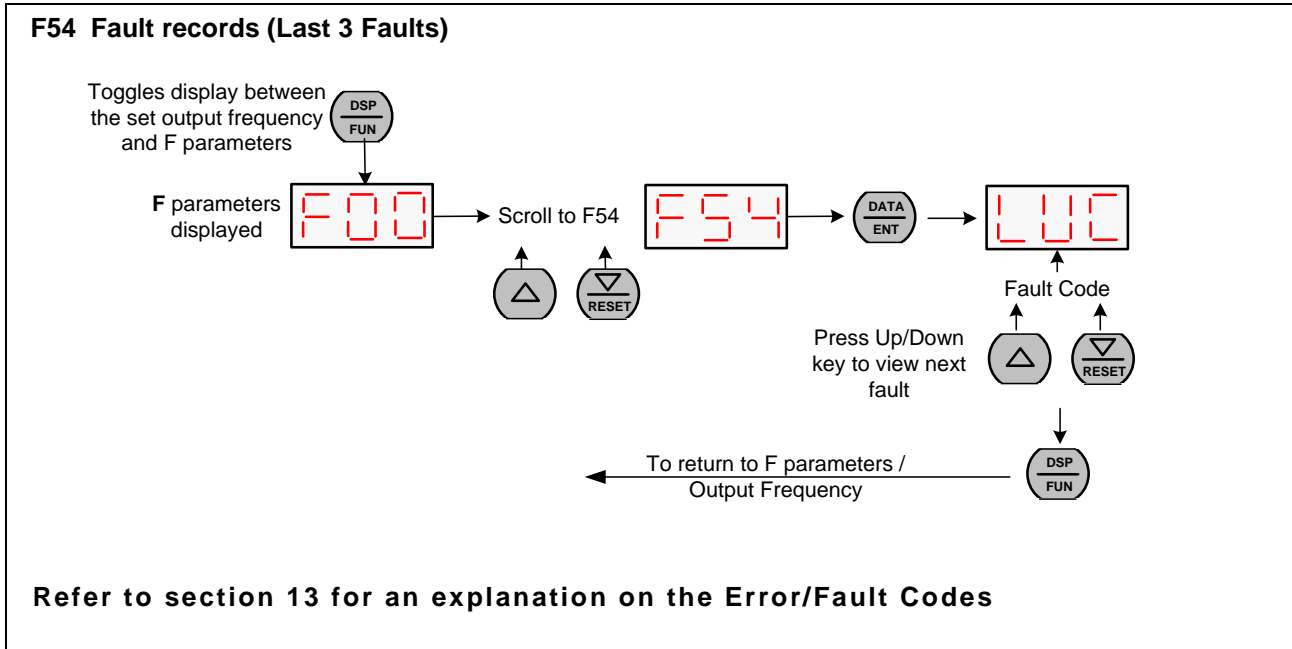 F54 Fault records (Last 3 Faults)
Toggles display between
the set output frequency
and F parameters
DSP
FUN
F parameters
displayed
F00
Scroll to F54
F54
DATA
ENT
LUC
RESET
Fault Code
Press Up/Down
key to view next
fault
RESET
To return to F parameters /
Output Frequency
DSP
FUN
Refer to section 13 for an explanation on the Error/Fault Codes